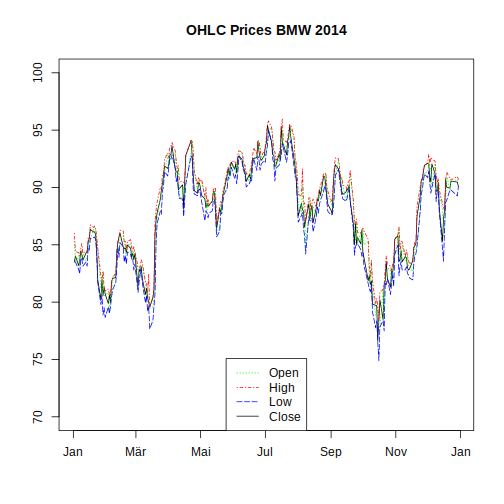 OHLC Prices BMW 2014
100
95
90
85
80
75
70
Open
High
Low
Close
Jan Mär Mai Jul Sep Nov Jan